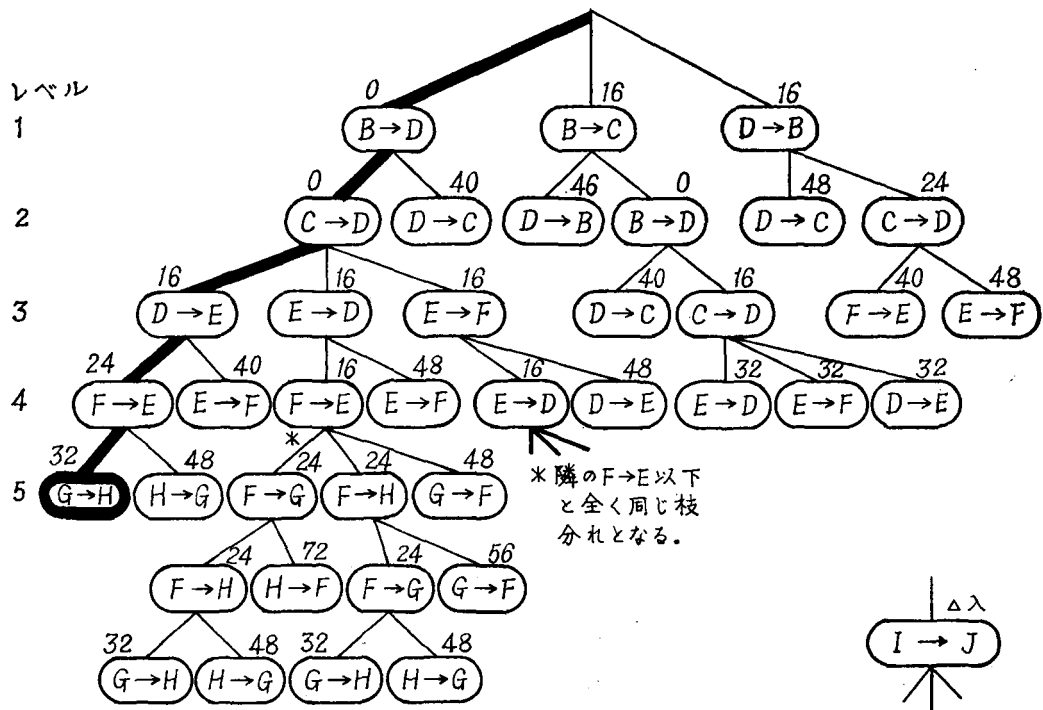 レベル
0 16 16
1 B→D B→C D→B
0 40 46 0 48 24
2 C→D D→C D→B B→D D→C C→D
16 16 16 40 16 40 48
3 D→E E→D E→F D→C C→D F→E E→F
24 40 16 48 16 48 32 32 32
4 F→E E→F F→E E→F E→D D→E E→D E→F D→E
*
32 48 24 24 48
5 G→H H→G F→G F→H G→F
*隣のF→E以下
と全く同じ枝
分れとなる。
24 72 24 56
F→H H→F F→G G→F
32 48 32 48
G→H H→G G→H H→G
△入
I→J